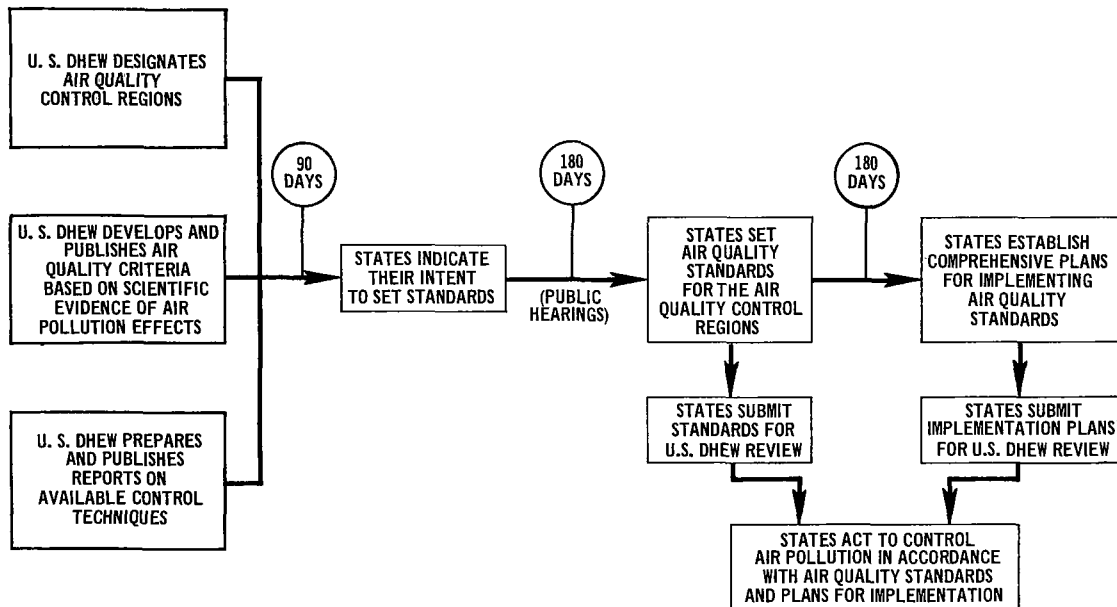 U. S. DHEW DESIGNATES
AIR QUALITY
CONTROL REGIONS
U. S. DHEW DEVELOPS AND
PUBLISHES AIR
QUALITY CRITERIA
BASED ON SCIENTIFIC
EVIDENCE OF AIR
POLLUTION EFFECTS
U. S. DHEW PREPARES
AND PUBLISHES
REPORTS ON
AVAILABLE CONTROL
TECHNIQUES
90
DAYS
STATES INDICATE
THEIR INTENT
TO SET STANDARDS
180
DAYS
(PUBLIC
HEARINGS)
STATES SET
AIR QUALITY
STANDARDS
FOR THE AIR
QUALITY CONTROL
REGIONS
180
DAYS
STATES ESTABLISH
COMPREHENSIVE PLANS
FOR IMPLEMENTING
AIR QUALITY
STANDARDS
STATES SUBMIT
STANDARDS FOR
U.S. DHEW REVIEW
STATES SUBMIT
IMPLEMENTATION PLANS
FOR U.S. DHEW REVIEW
STATES ACT TO CONTROL
AIR POLLUTION IN ACCORDANCE
WITH AIR QUALITY STANDARDS
AND PLANS FOR IMPLEMENTATION